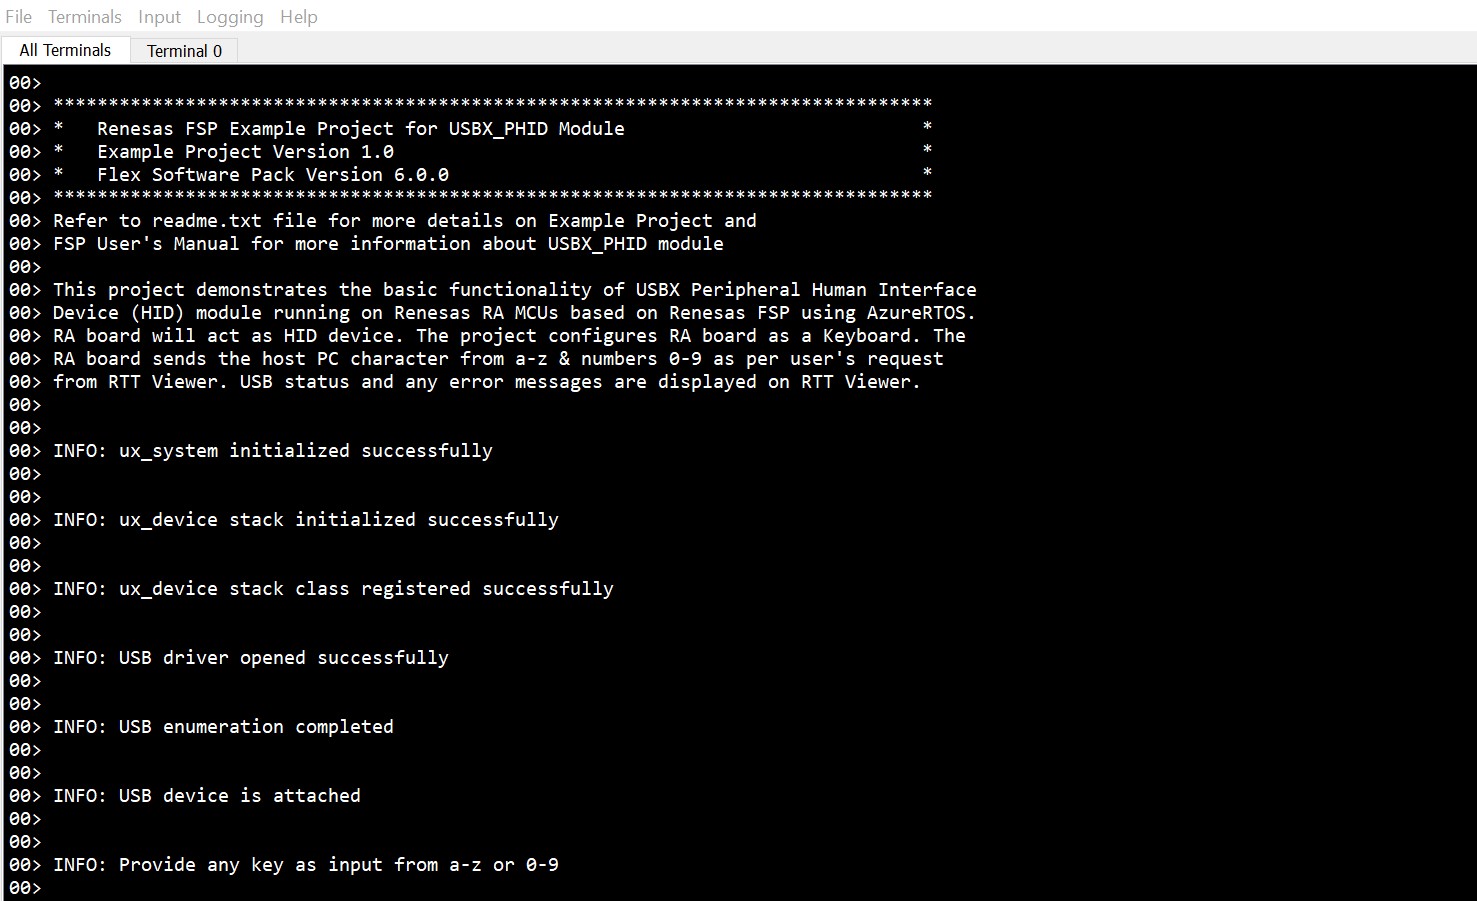 File Terminals Input Logging Help
All Terminals Terminal 0
00>
00> ********************************************************************************
00> *   Renesas FSP Example Project for USBX_PHID Module                           *
00> *   Example Project Version 1.0                                                *
00> *   Flex Software Pack Version 6.0.0                                           *
00> ********************************************************************************
00> Refer to readme.txt file for more details on Example Project and
00> FSP User's Manual for more information about USBX_PHID module
00>
00> This project demonstrates the basic functionality of USBX Peripheral Human Interface
00> Device (HID) module running on Renesas RA MCUs based on Renesas FSP using AzureRTOS.
00> RA board will act as HID device. The project configures RA board as a Keyboard. The
00> RA board sends the host PC character from a-z & numbers 0-9 as per user's request
00> from RTT Viewer. USB status and any error messages are displayed on RTT Viewer.
00>
00>
00> INFO: ux_system initialized successfully
00>
00>
00> INFO: ux_device stack initialized successfully
00>
00>
00> INFO: ux_device stack class registered successfully
00>
00>
00> INFO: USB driver opened successfully
00>
00>
00> INFO: USB enumeration completed
00>
00>
00> INFO: USB device is attached
00>
00>
00> INFO: Provide any key as input from a-z or 0-9
00>